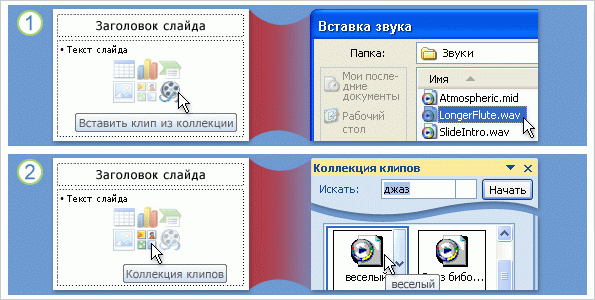 1
Заголовок слайда
• Текст слайда
Вставить клип из коллекции
Вставка звука
Папка:
Звуки
Мои после-
дние
документы
Рабочий
стол
Имя
Atmospheric.mid
LongerFlute.wav
SlideIntro.wav
2
Заголовок слайда
• Текст слайда
Коллекция клипов
Коллекция клипов
Искать:
джаз
Начать
веселый
бибо...
веселый